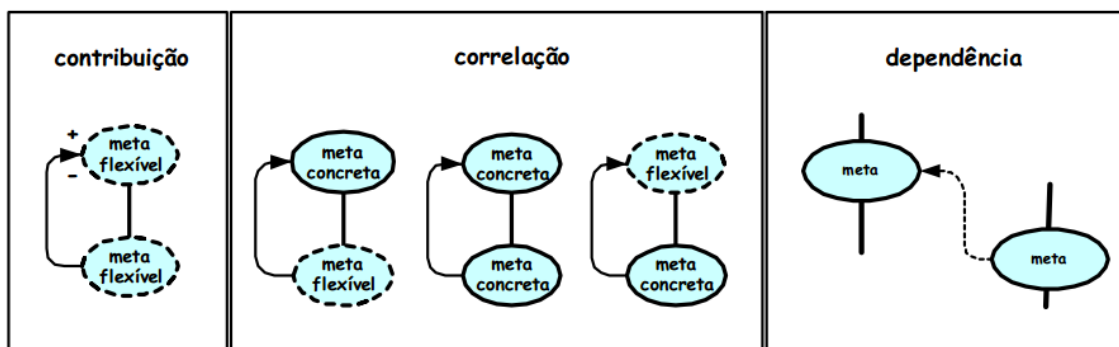 contribuição
+
meta
flexível
-
meta
flexível
correlação
meta
concreta
meta
flexível
meta
concreta
meta
concreta
meta
flexível
meta
concreta
dependência
meta
meta